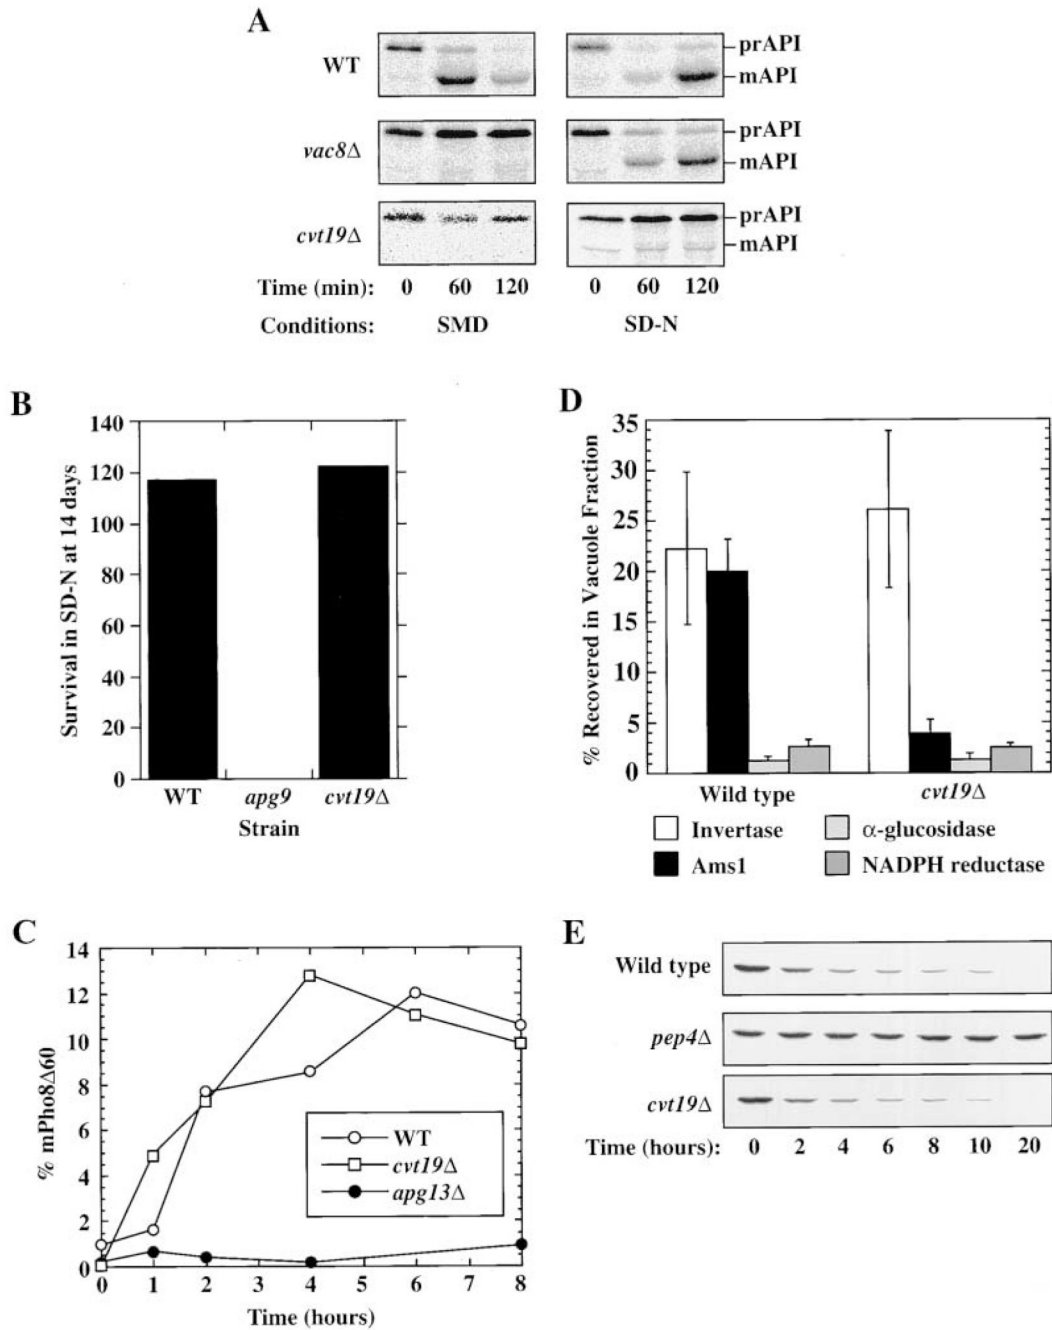 A
WT
prAPI
mAPI
vac8Δ
prAPI
mAPI
cvt19Δ
prAPI
mAPI
Time (min): 0 60 120 0 60 120
Conditions: SMD SD-N
B
Survival in SD-N at 14 days
140
120
100
80
60
40
20
0
WT apg9 cvt19Δ
Strain
D
% Recovered in Vacuole Fraction
35
30
25
20
15
10
5
0
Wild type cvt19Δ
Invertase α-glucosidase
Ams1 NADPH reductase
C
% mPho8Δ60
14
12
10
8
6
4
2
0
WT
cvt19Δ
apg13Δ
0 1 2 3 4 5 6 7 8
Time (hours)
E
Wild type
pep4Δ
cvt19Δ
Time (hours): 0 2 4 6 8 10 20